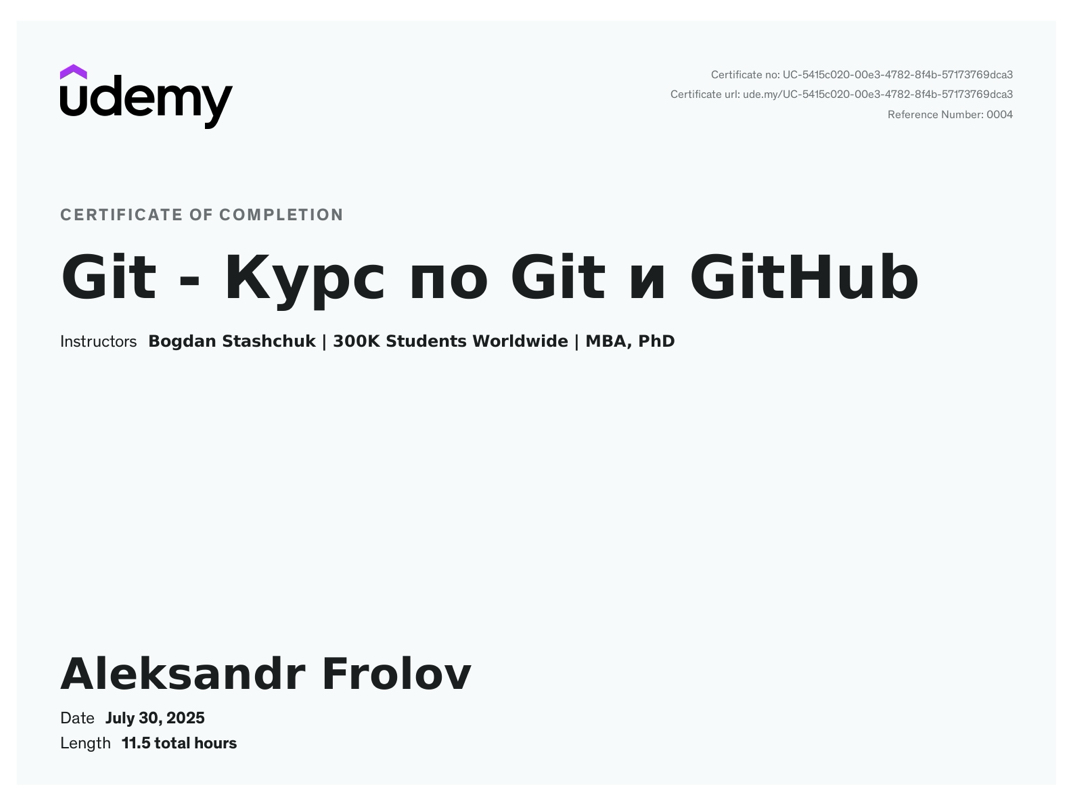 udemy
Certificate no: UC-5415c020-00e3-4782-8f4b-57173769dca3
Certificate url: ude.my/UC-5415c020-00e3-4782-8f4b-57173769dca3
Reference Number: 0004
CERTIFICATE OF COMPLETION
Git - Курс по Git и GitHub
Instructors Bogdan Stashchuk | 300K Students Worldwide | MBA, PhD
Aleksandr Frolov
Date July 30, 2025
Length 11.5 total hours